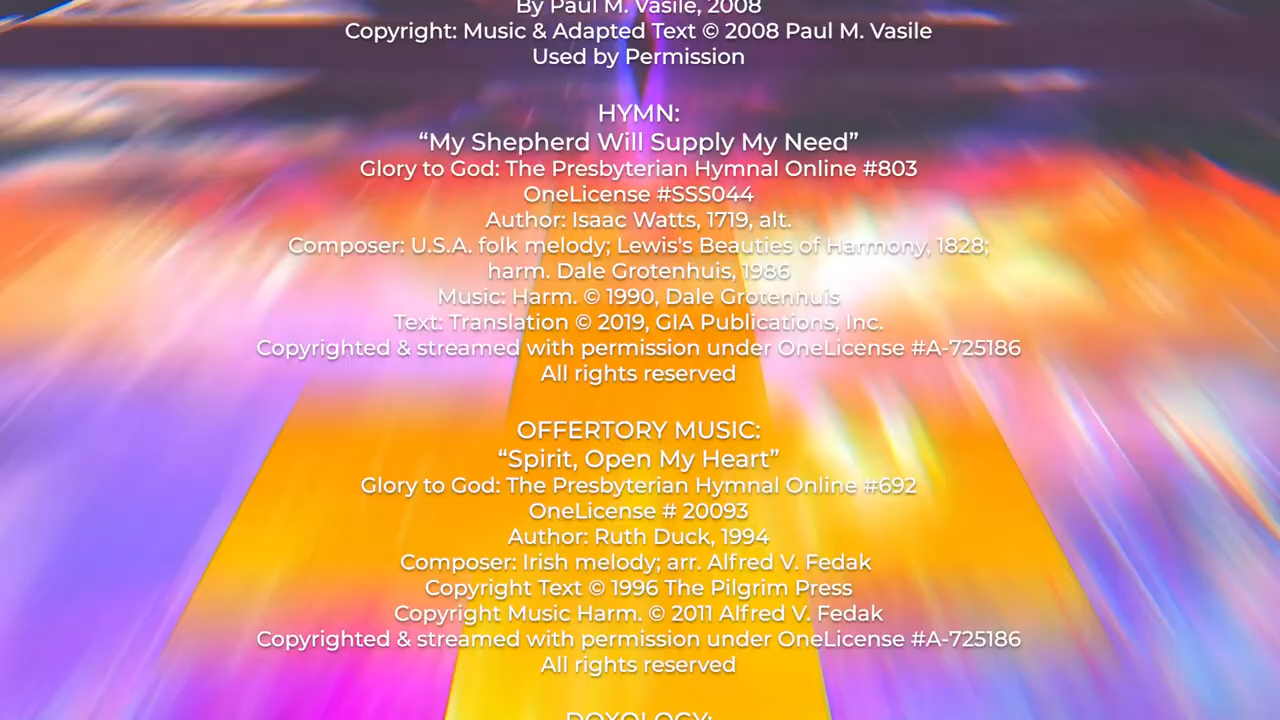 By Paul M. Vasile, 2008
Copyright: Music & Adapted Text © 2008 Paul M. Vasile
Used by Permission
HYMN:
“My Shepherd Will Supply My Need”
Glory to God: The Presbyterian Hymnal Online #803
OneLicense #SSS044
Author: Isaac Watts, 1719, alt.
Composer: U.S.A. folk melody; Lewis's Beauties of Harmony, 1828;
harm. Dale Grotenhuis, 1986
Music: Harm. © 1990, Dale Grotenhuis
Text: Translation © 2019, GIA Publications, Inc.
Copyrighted & streamed with permission under OneLicense #A-725186
All rights reserved
OFFERTORY MUSIC:
“Spirit, Open My Heart”
Glory to God: The Presbyterian Hymnal Online #692
OneLicense # 20093
Author: Ruth Duck, 1994
Composer: Irish melody; arr. Alfred V. Fedak
Copyright Text © 1996 The Pilgrim Press
Copyright Music Harm. © 2011 Alfred V. Fedak
Copyrighted & streamed with permission under OneLicense #A-725186
All rights reserved
DOXOLOGY: